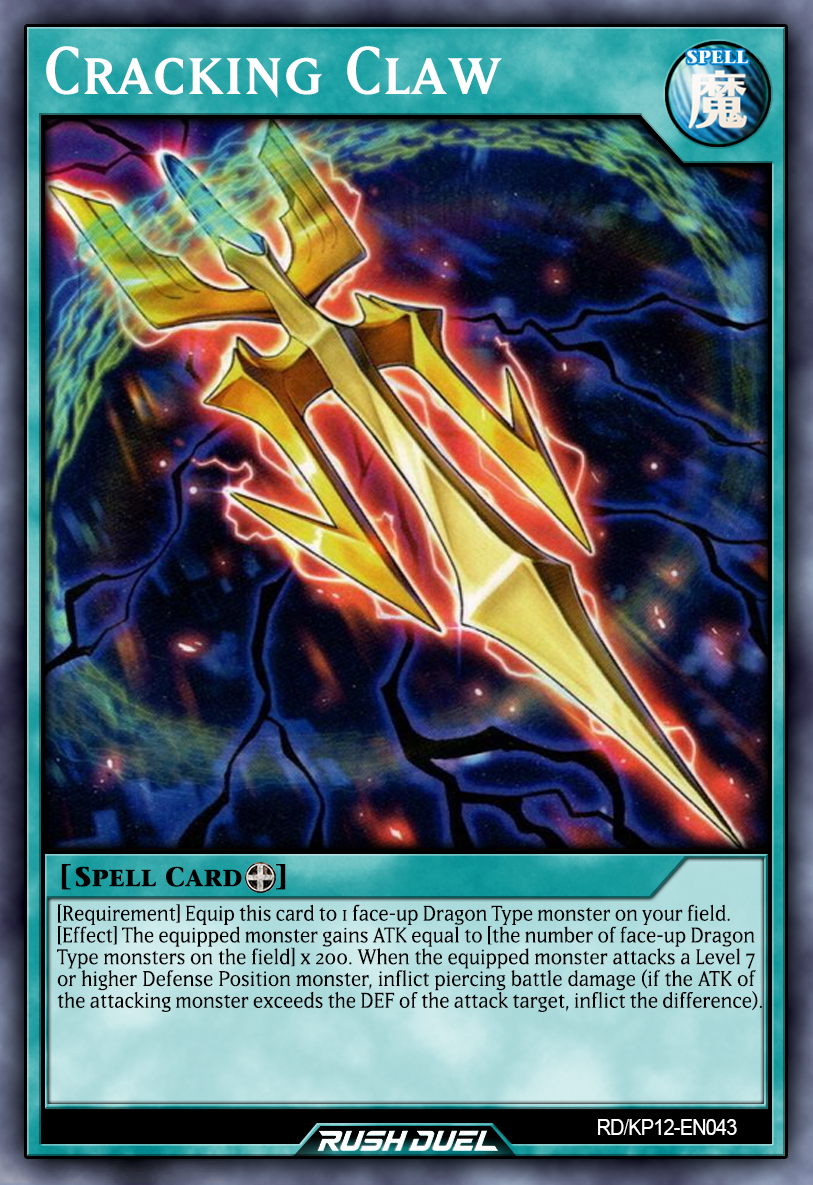 Cracking Claw
SPELL
魔
[Spell Card]
[Requirement] Equip this card to 1 face-up Dragon Type monster on your field.
[Effect] The equipped monster gains ATK equal to [the number of face-up Dragon
Type monsters on the field] x 200. When the equipped monster attacks a Level 7
or higher Defense Position monster, inflict piercing battle damage (if the ATK of
the attacking monster exceeds the DEF of the attack target, inflict the difference).
RD/KP12-EN043
RUSH DUEL